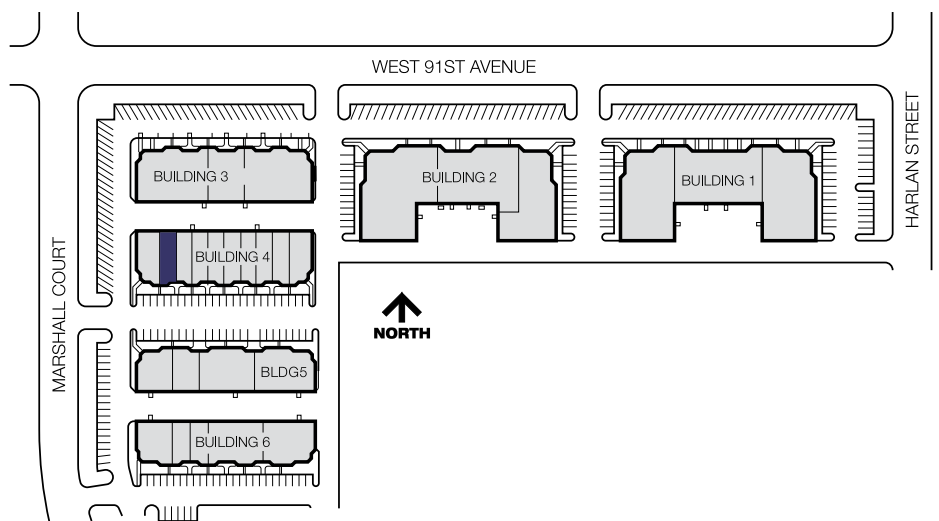 WEST 91ST AVENUE
HARLAN STREET
BUILDING 3
BUILDING 2
BUILDING 1
BUILDING 4
MARSHALL COURT
NORTH
BLDG5
BUILDING 6